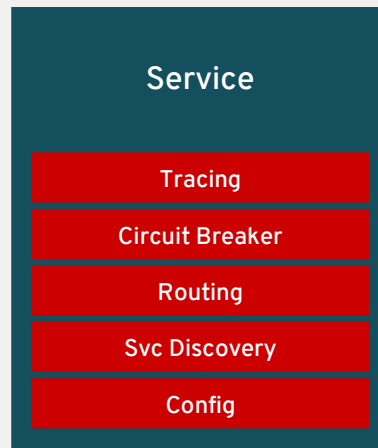 Service
Tracing
Circuit Breaker
Routing
Svc Discovery
Config